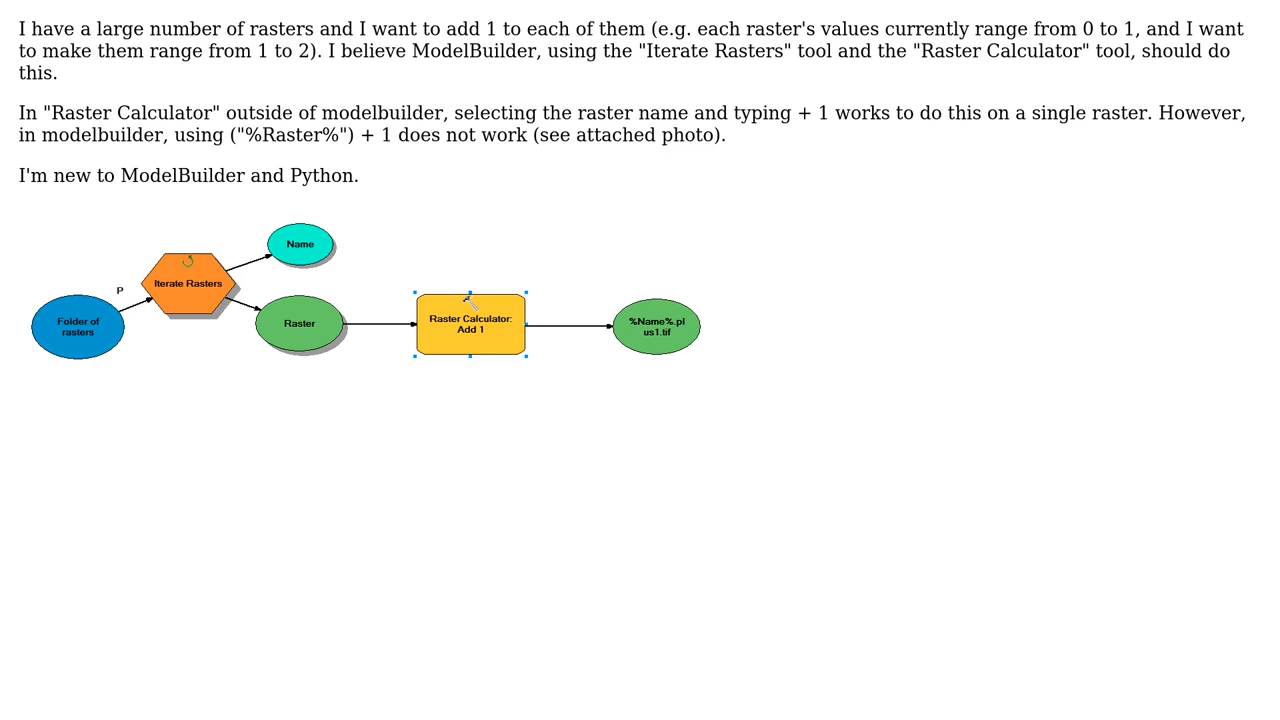 I have a large number of rasters and I want to add 1 to each of them (e.g. each raster's values currently range from 0 to 1, and I want
to make them range from 1 to 2). I believe ModelBuilder, using the "Iterate Rasters" tool and the "Raster Calculator" tool, should do
this.
In "Raster Calculator" outside of modelbuilder, selecting the raster name and typing + 1 works to do this on a single raster. However,
in modelbuilder, using ("%Raster%") + 1 does not work (see attached photo).
I'm new to ModelBuilder and Python.
Name
Iterate Rasters
P
Folder of
rasters
Raster
Raster Calculator:
Add 1
%Name%.pl
us1.tif